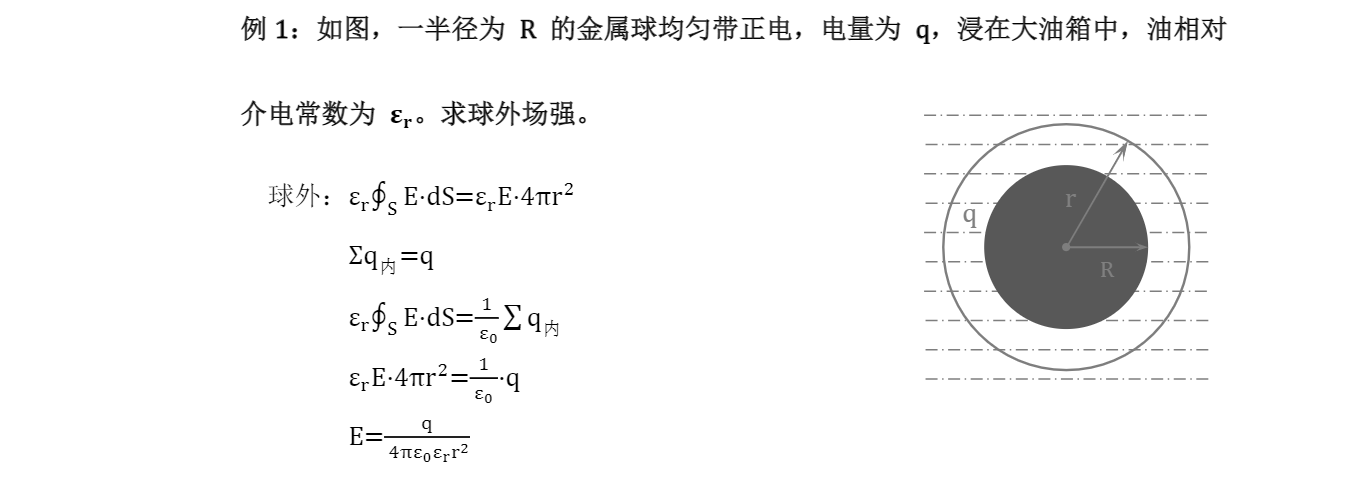 例 1：如图，一半径为 R 的金属球均匀带正电，电量为 q，浸在大油箱中，油相对
介电常数为 εr。求球外场强。
球外：εr∮S E·dS=εrE·4πr²
Σq内=q
εr∮S E·dS=1/ε0 ∑ q内
εrE·4πr²=1/ε0·q
E=q/4πε0εrr²
q
r
R